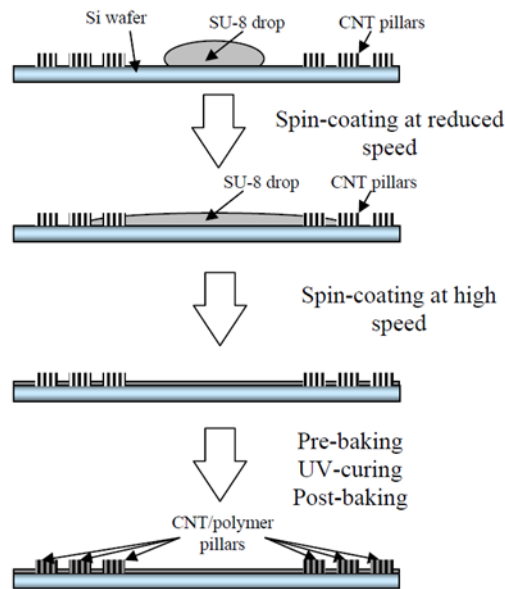 Si wafer
SU-8 drop
CNT pillars
Spin-coating at reduced
speed
SU-8 drop
CNT pillars
Spin-coating at high
speed
Pre-baking
UV-curing
Post-baking
CNT/polymer
pillars